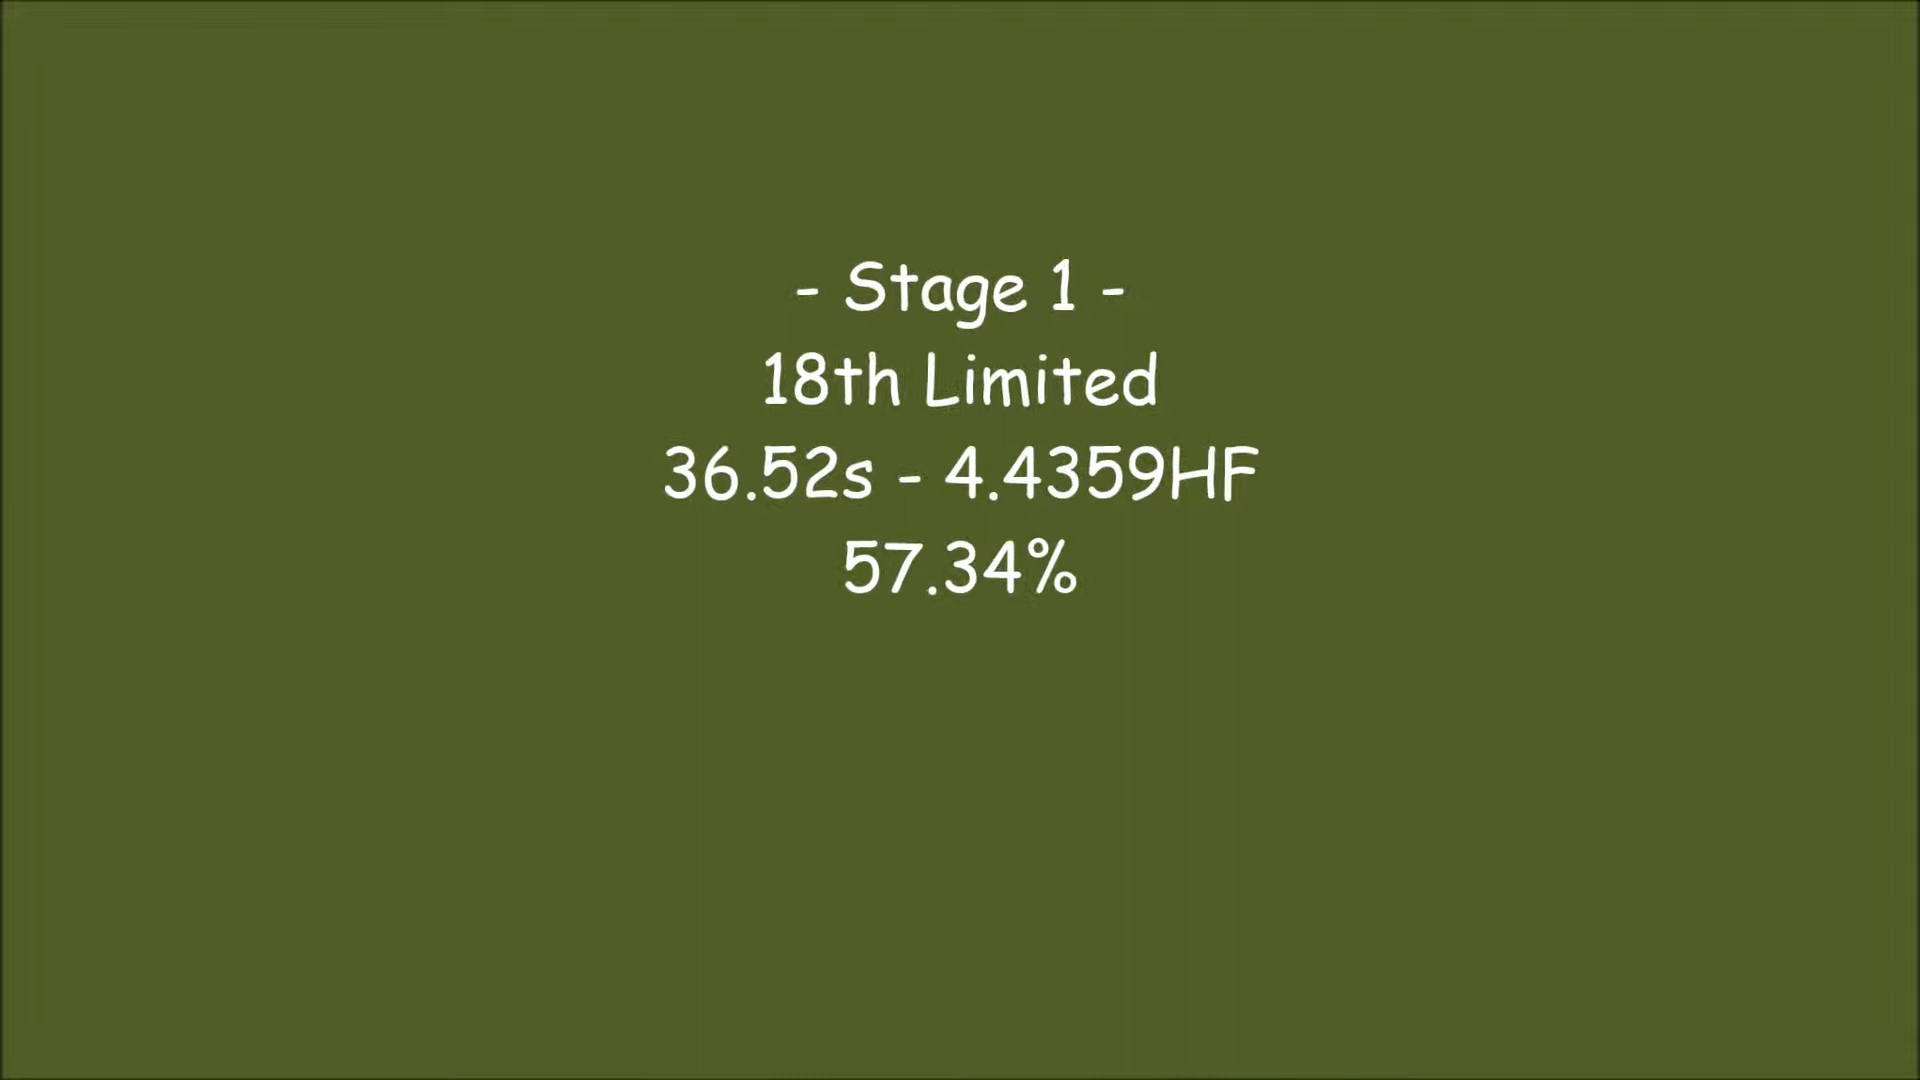 - Stage 1 -
18th Limited
36.52s - 4.4359HF
57.34%